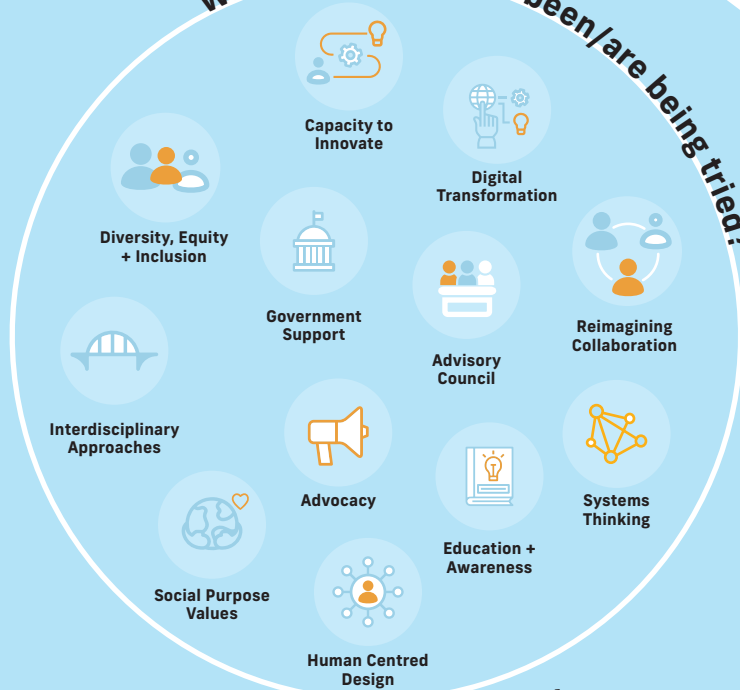 been/are being tried?
Capacity to
Innovate
Digital
Transformation
Diversity, Equity
+ Inclusion
Government
Support
Reimagining
Collaboration
Advisory
Council
Interdisciplinary
Approaches
Advocacy
Systems
Thinking
Education +
Awareness
Social Purpose
Values
Human Centred
Design